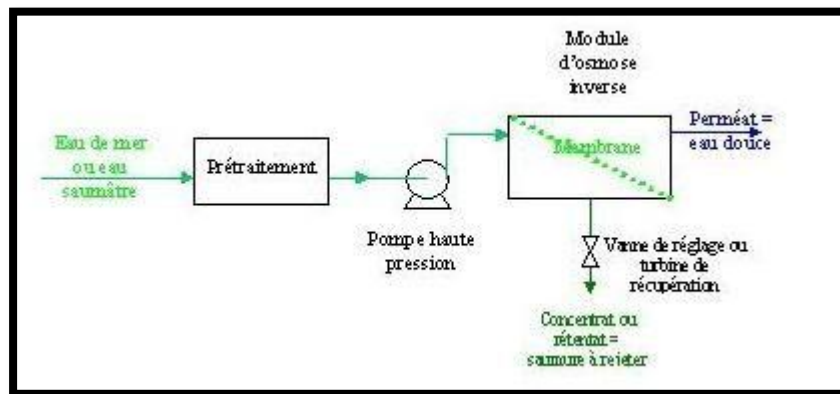 Module
d'osmose
inverse
Eau de mer
ou eau
saumâtre
Prétraitement
Pompe haute
pression
Membrane
Perméat =
eau douce
Vanne de réglage ou
turbine de
récupération
Concentrat ou
rétentat =
saumure à rejeter